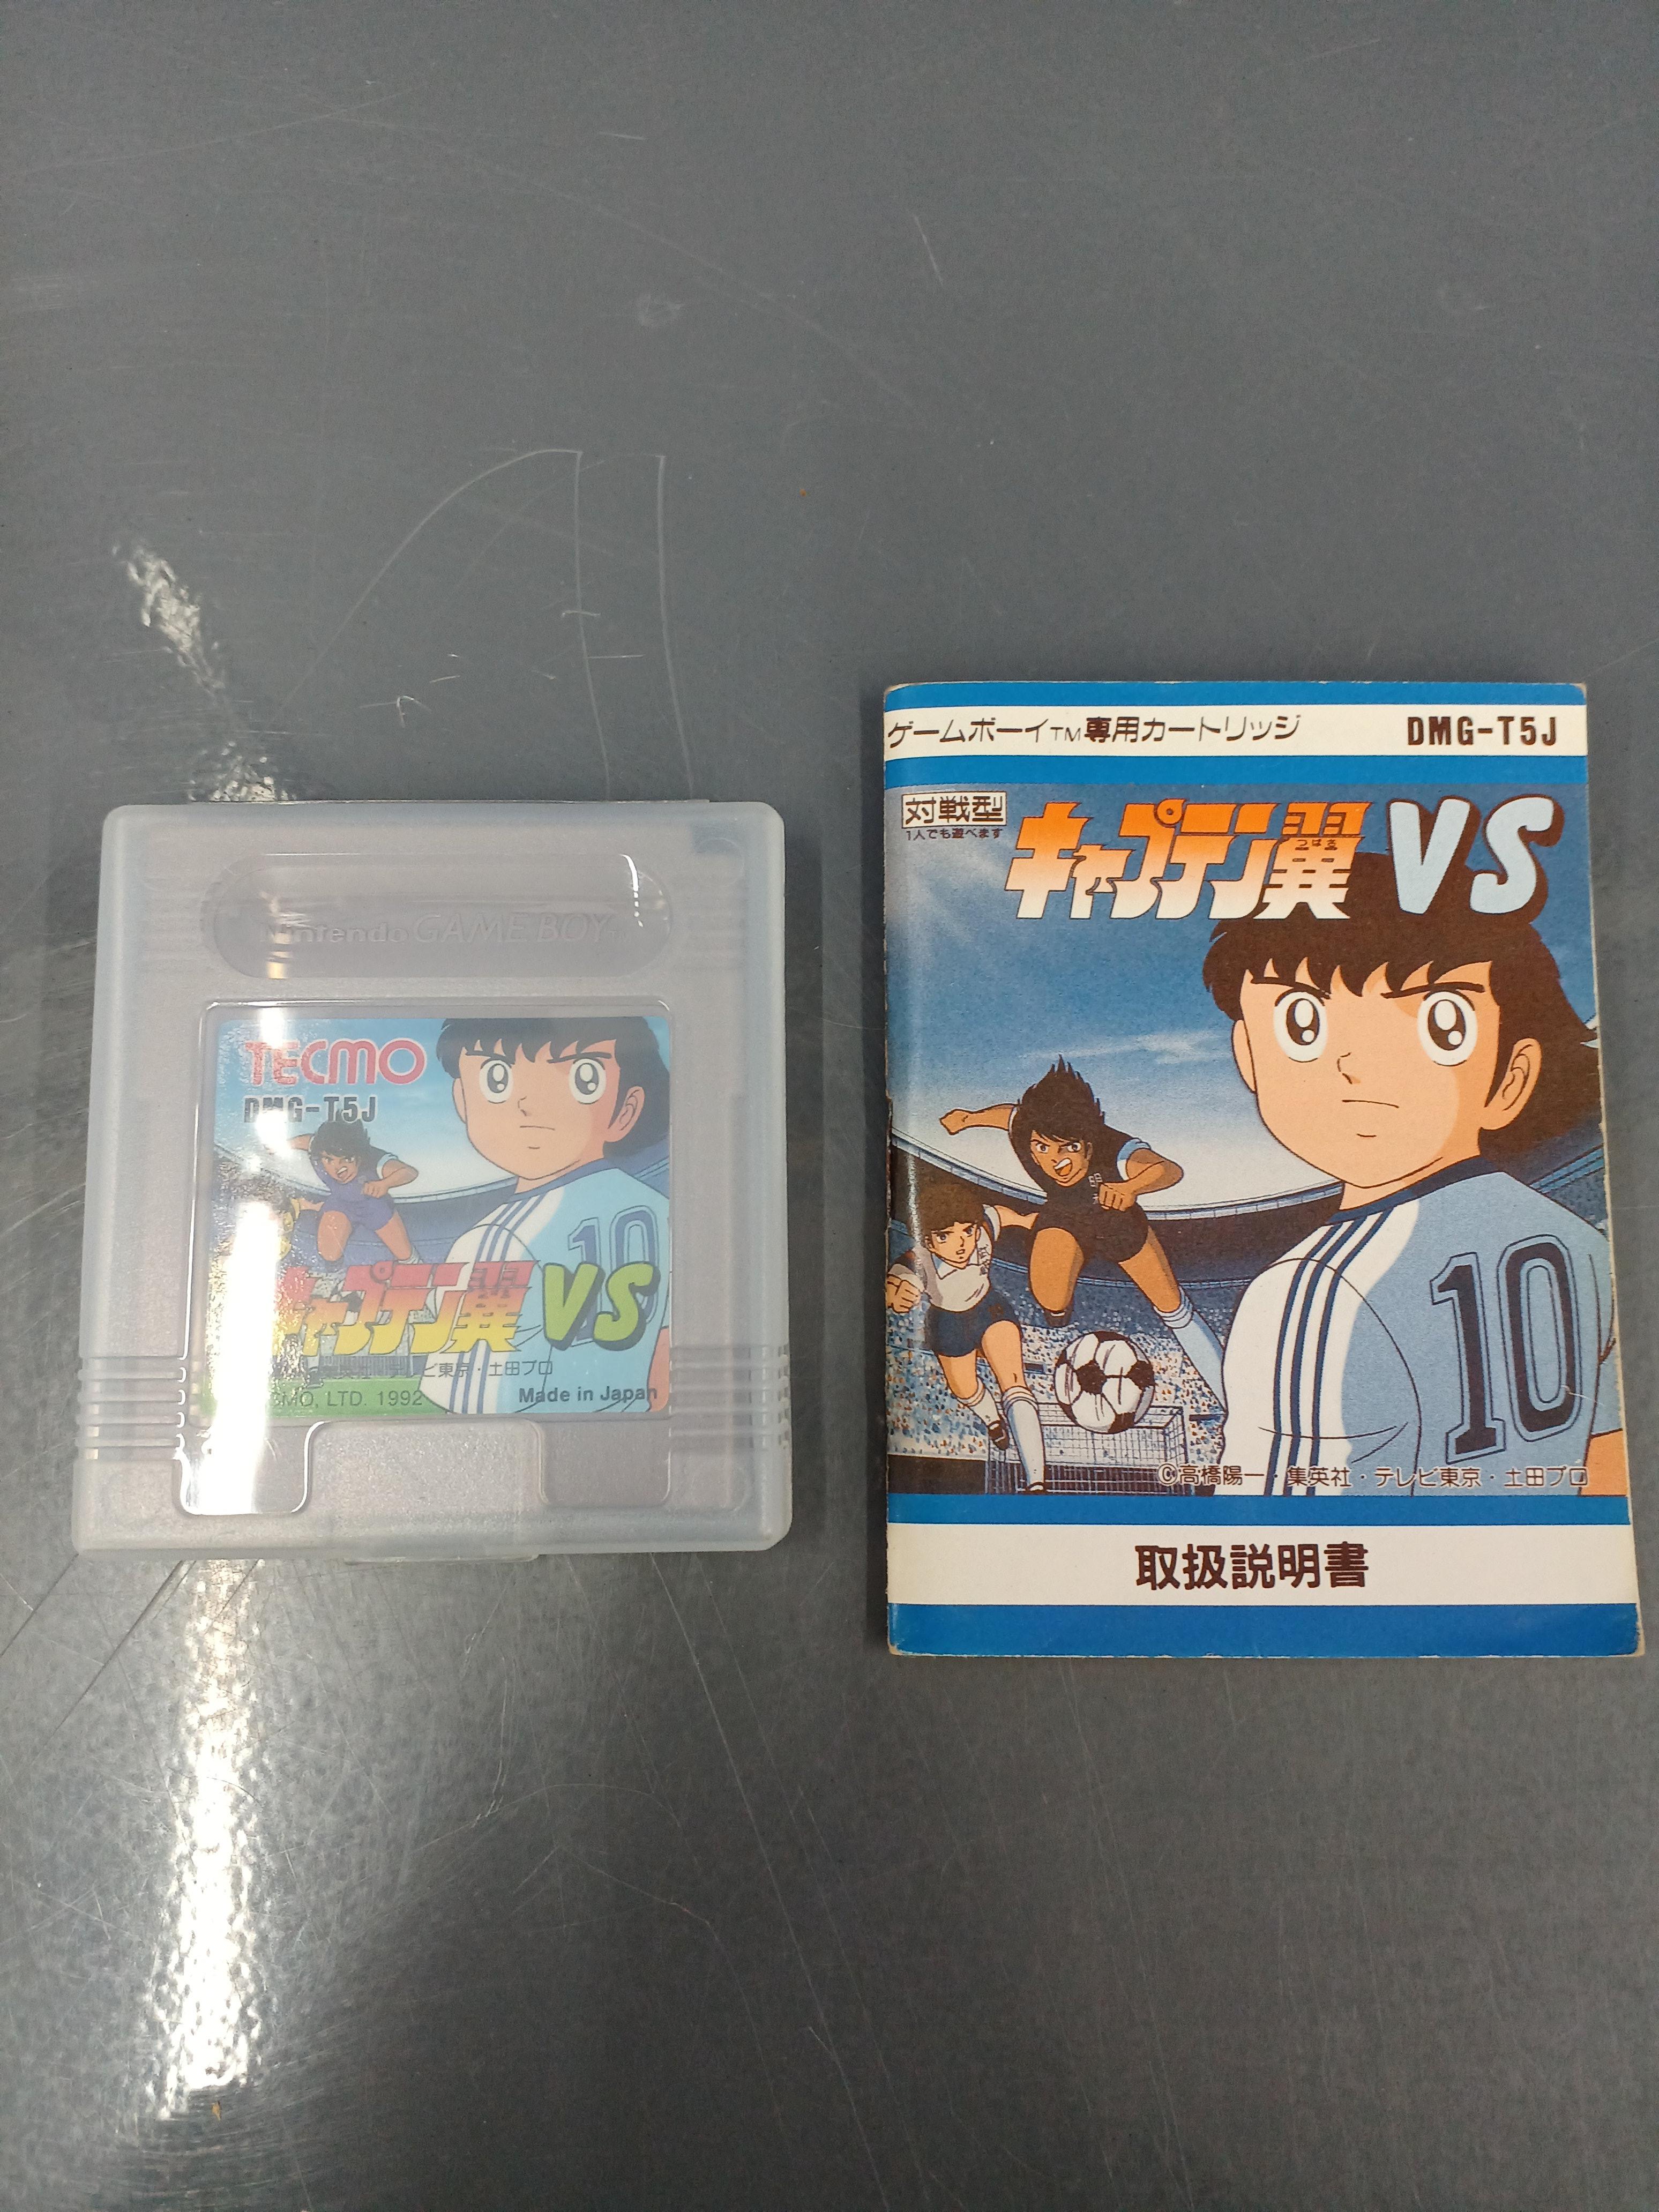 Nintendo GAME BOY
TECMO
DMG-T5J
10
キャプテン翼 VS
ビ東京・土田プロ
MO, LTD. 1992
Made in Japan
ゲームボーイTM専用カートリッジ
DMG-T5J
対戦型
1人でも遊べます
キャプテン翼 VS
つばさ
明和
10
©高橋陽一・集英社・テレビ東京・土田プロ
取扱説明書